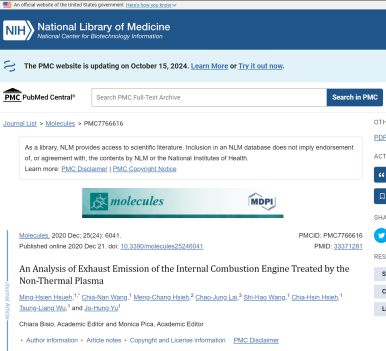 An official website of the United States government Here's how you know
NIH National Library of Medicine
National Center for Biotechnology Information
The PMC website is updating on October 15, 2024. Learn More or Try it out now.
PMC PubMed Central® Search PMC Full-Text Archive Search in PMC
Journal List > Molecules > PMC7766616
OTH
PDF
As a library, NLM provides access to scientific literature. Inclusion in an NLM database does not imply endorsement
of, or agreement with, the contents by NLM or the National Institutes of Health.
Learn more: PMC Disclaimer | PMC Copyright Notice
ACT
molecules MDPI
SHA
Molecules. 2020 Dec; 25(24): 6041. PMCID: PMC7766616
Published online 2020 Dec 21. doi: 10.3390/molecules25246041 PMID: 33371281
RES
An Analysis of Exhaust Emission of the Internal Combustion Engine Treated by the
Non-Thermal Plasma
S
C
LI
Ming-Hsien Hsueh,1,* Chia-Nan Wang,1 Meng-Chang Hsieh,2 Chao-Jung Lai,3 Shi-Hao Wang,1 Chia-Hsin Hsieh,1
Tsung-Liang Wu,1 and Jo-Hung Yu1
Chiara Bisio, Academic Editor and Monica Pica, Academic Editor
• Author information • Article notes • Copyright and License information PMC Disclaimer
Journal Article